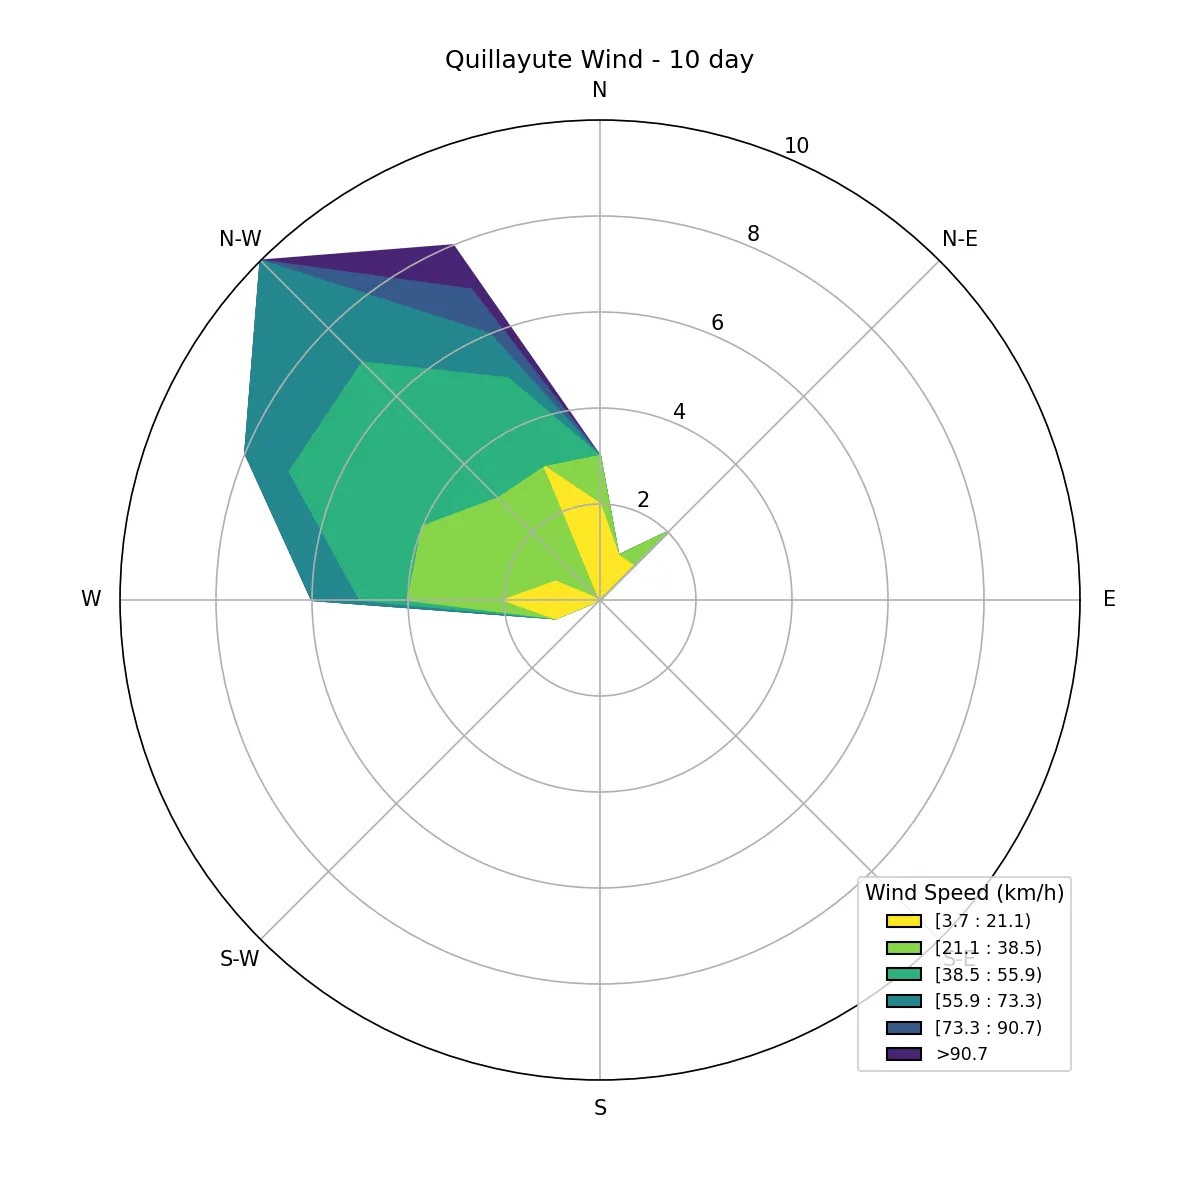 Quillayute Wind - 10 day
N
10
8
N-W
N-E
6
4
2
W
E
Wind Speed (km/h)
[3.7 : 21.1)
[21.1 : 38.5)
S-W
S-E
[38.5 : 55.9)
[55.9 : 73.3)
[73.3 : 90.7)
>90.7
S